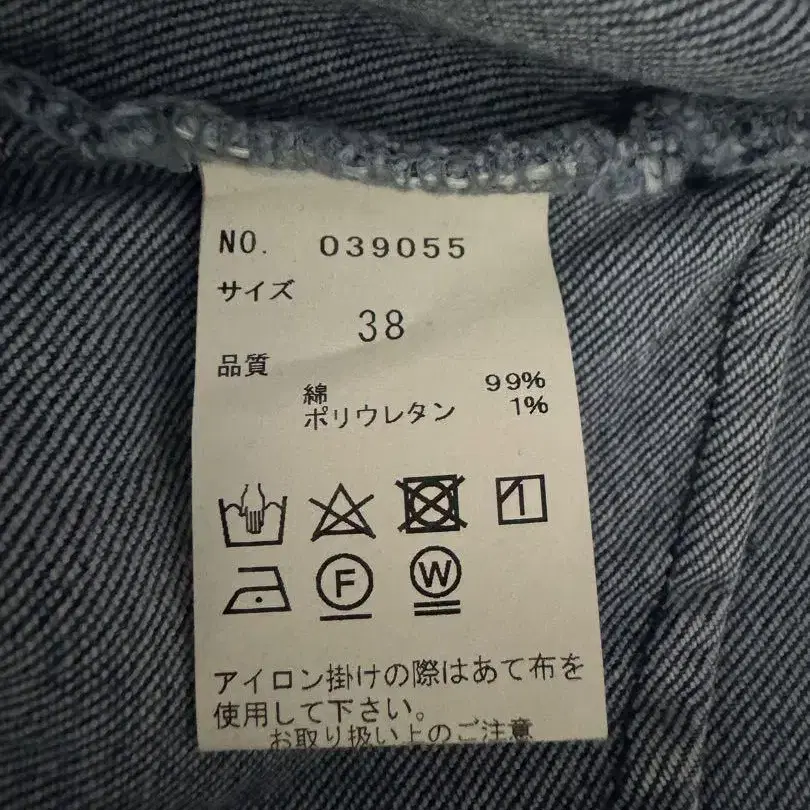 NO. 039055
サイズ
38
品質
綿 99%
ポリウレタン 1%
F W
アイロン掛けの際はあて布を
使用して下さい。
お取り扱い上のご注意